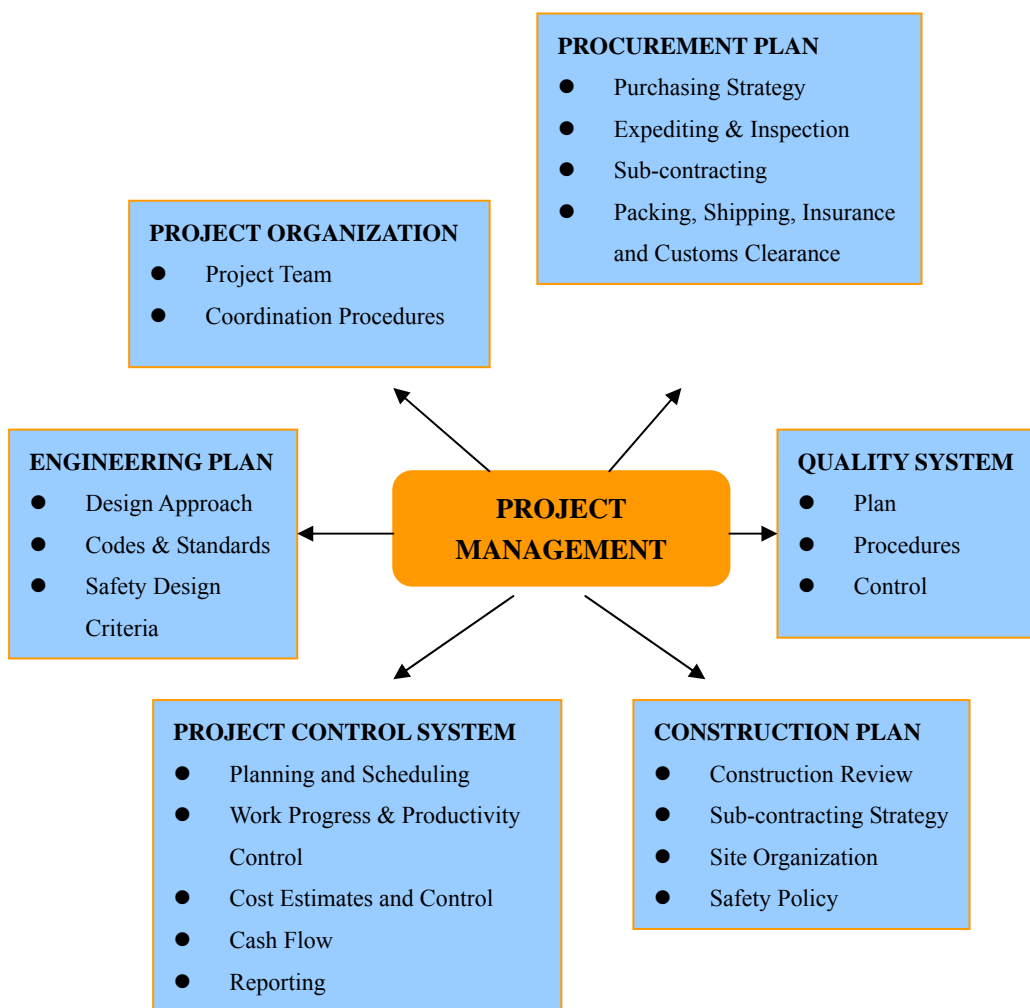 PROCUREMENT PLAN
● Purchasing Strategy
● Expediting & Inspection
● Sub-contracting
● Packing, Shipping, Insurance
and Customs Clearance
PROJECT ORGANIZATION
● Project Team
● Coordination Procedures
ENGINEERING PLAN
● Design Approach
● Codes & Standards
● Safety Design
Criteria
PROJECT
MANAGEMENT
QUALITY SYSTEM
● Plan
● Procedures
● Control
PROJECT CONTROL SYSTEM
● Planning and Scheduling
● Work Progress & Productivity
Control
● Cost Estimates and Control
● Cash Flow
● Reporting
CONSTRUCTION PLAN
● Construction Review
● Sub-contracting Strategy
● Site Organization
● Safety Policy